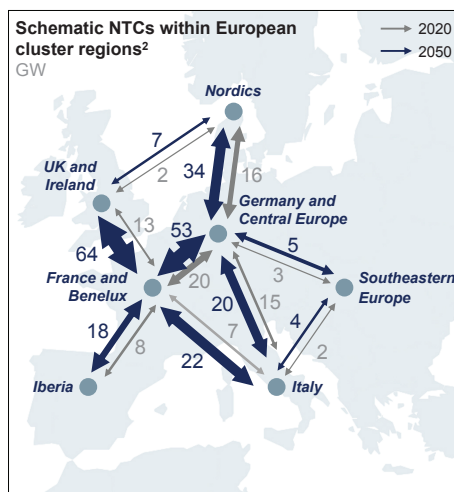 Schematic NTCs within European
cluster regions2
GW
2020
2050
Nordics
7
2
34
16
UK and
Ireland
Germany and
Central Europe
13
64
53
5
France and
Benelux
20
3
Southeastern
Europe
20
15
4
18
8
7
22
2
Iberia
Italy